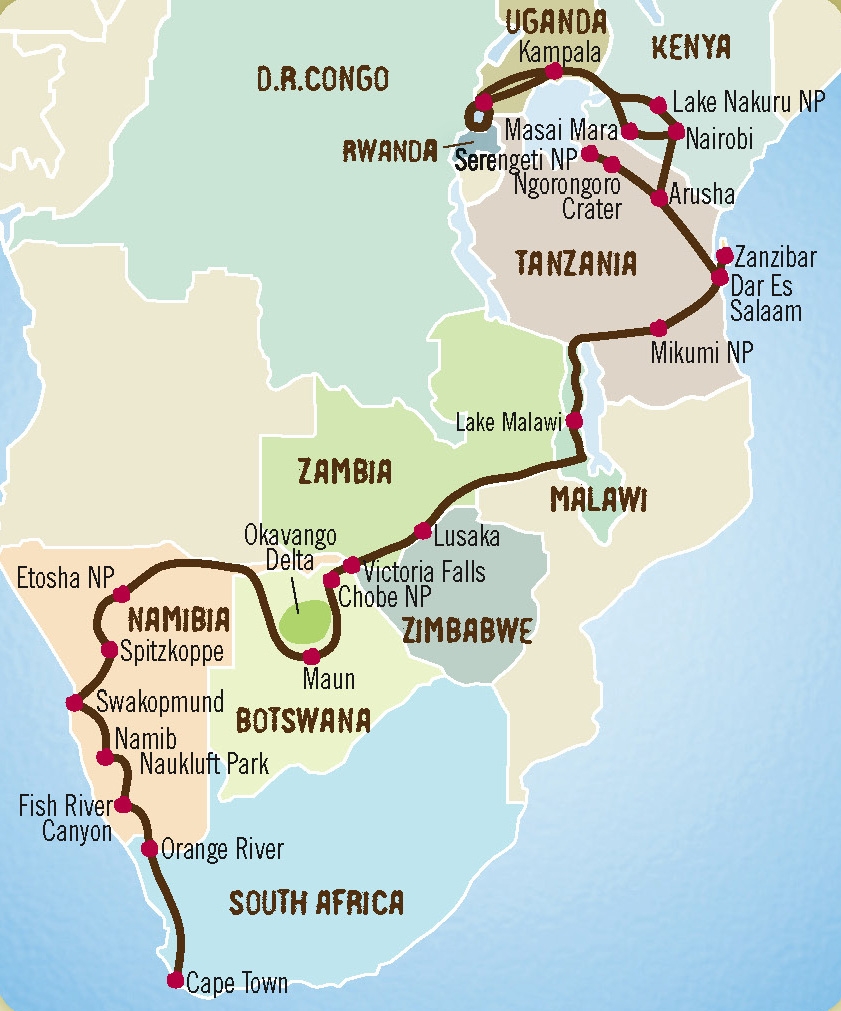 UGANDA
Kampala
KENYA
D.R.CONGO
Lake Nakuru NP
Masai Mara
Nairobi
RWANDA
Serengeti NP
Ngorongoro
Crater
Arusha
TANZANIA
Zanzibar
Dar Es
Salaam
Mikumi NP
Lake Malawi
ZAMBIA
MALAWI
Okavango
Delta
Lusaka
Victoria Falls
Etosha NP
Chobe NP
NAMIBIA
ZIMBABWE
Spitzkoppe
Maun
Swakopmund
BOTSWANA
Namib
Naukluft Park
Fish River
Canyon
Orange River
SOUTH AFRICA
Cape Town